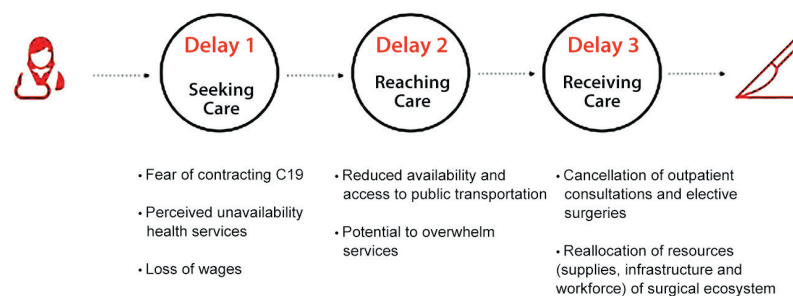 Delay 1
Seeking
Care
Delay 2
Reaching
Care
Delay 3
Receiving
Care
• Fear of contracting C19
• Perceived unavailability
health services
• Loss of wages
• Reduced availability and
access to public transportation
• Potential to overwhelm
services
• Cancellation of outpatient
consultations and elective
surgeries
• Reallocation of resources
(supplies, infrastructure and
workforce) of surgical ecosystem